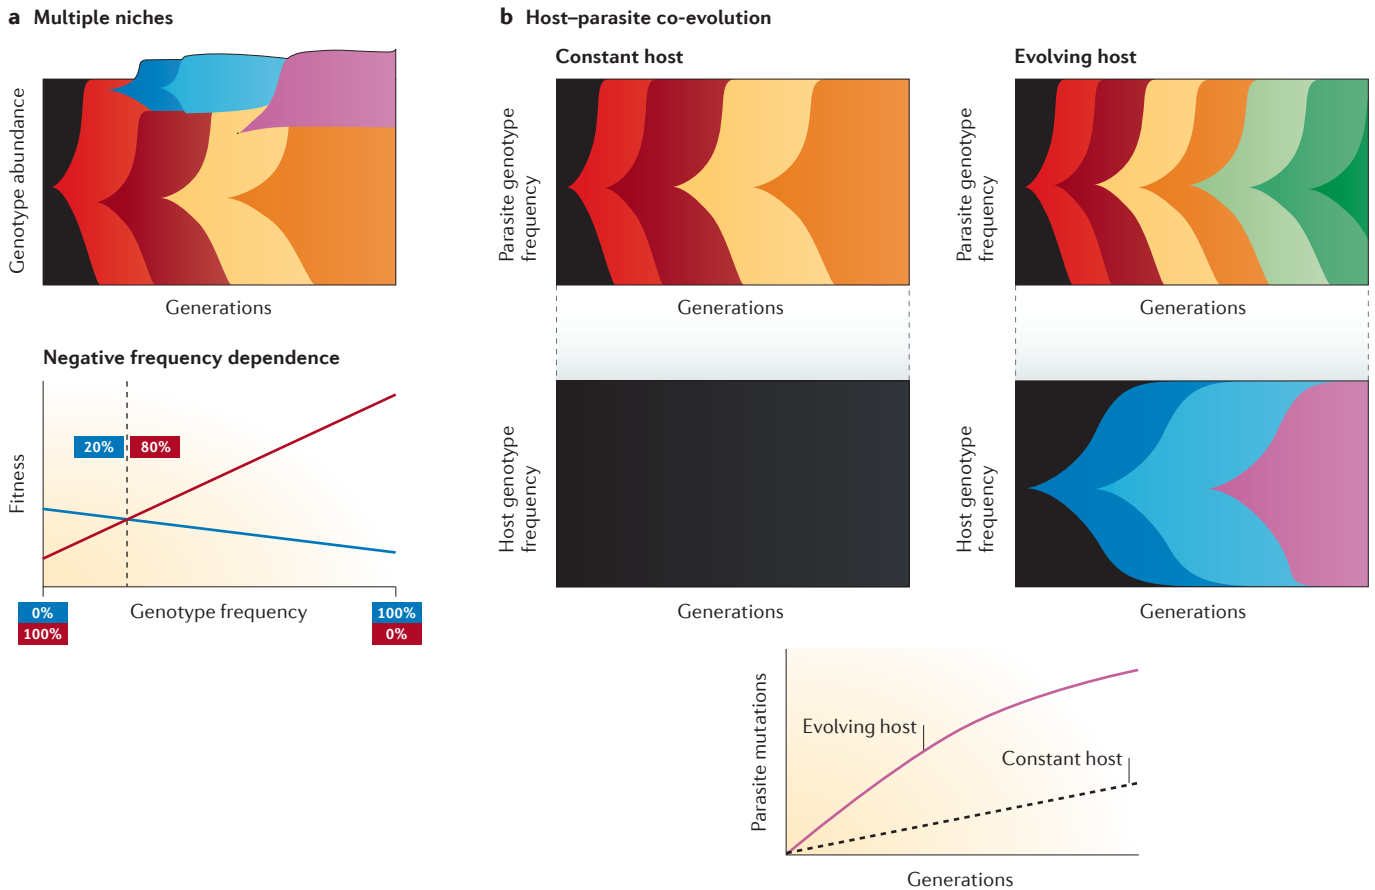 a Multiple niches
Genotype abundance
Generations
Negative frequency dependence
Fitness
20%
80%
0%
100%
Genotype frequency
100%
0%
b Host–parasite co-evolution
Constant host
Parasite genotype
frequency
Generations
Host genotype
frequency
Generations
Evolving host
Parasite genotype
frequency
Generations
Host genotype
frequency
Generations
Parasite mutations
Evolving host
Constant host
Generations